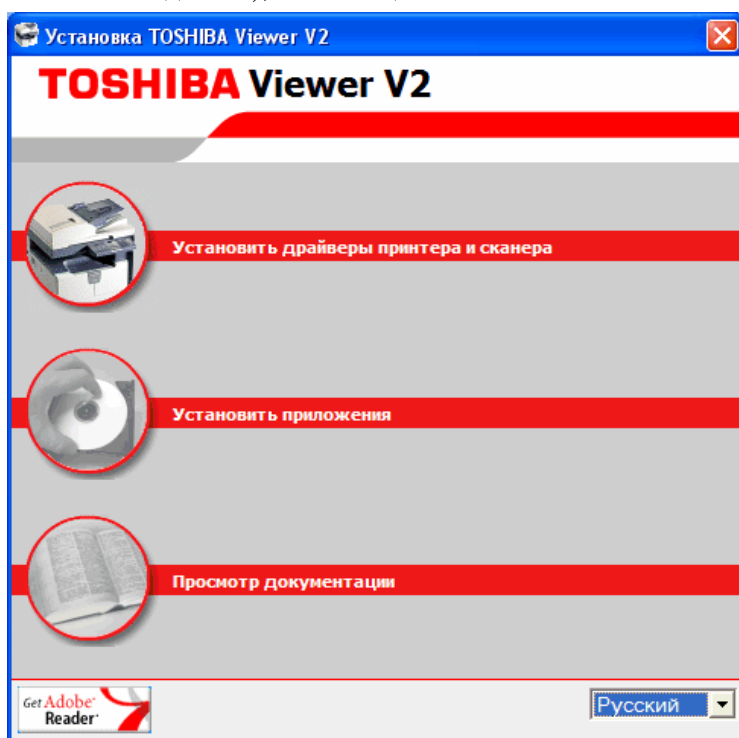 Установка TOSHIBA Viewer V2
TOSHIBA Viewer V2
Установить драйверы принтера и сканера
Установить приложения
Просмотр документации
Get Adobe®
Reader®
Русский